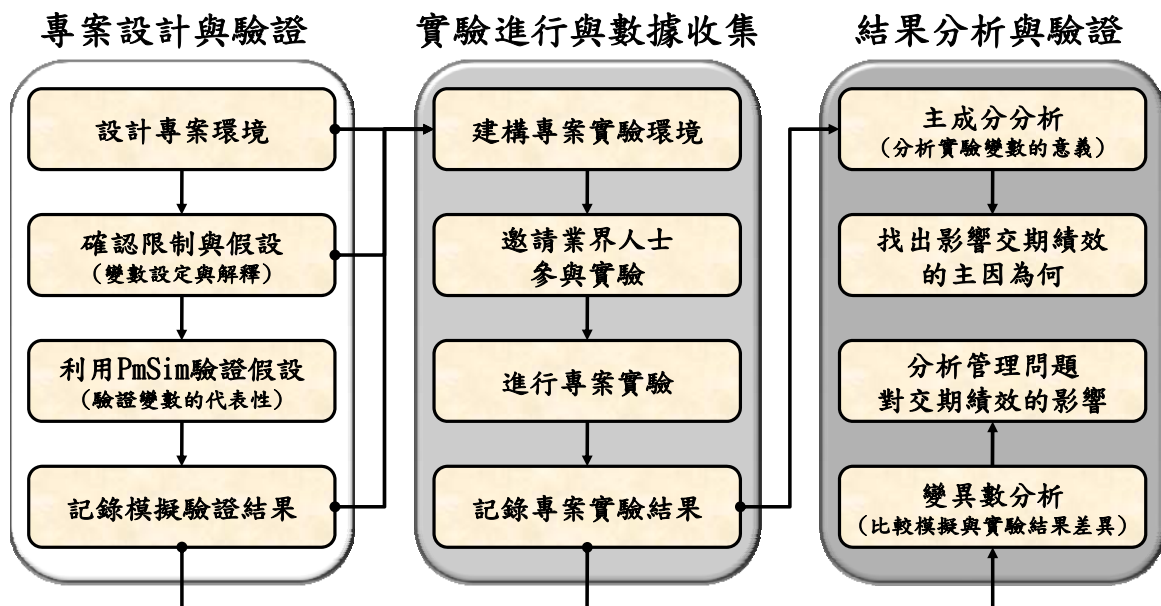 專案設計與驗證
設計專案環境
確認限制與假設
(變數設定與解釋)
利用PmSim驗證假設
(驗證變數的代表性)
記錄模擬驗證結果
實驗進行與數據收集
建構專案實驗環境
邀請業界人士
參與實驗
進行專案實驗
記錄專案實驗結果
結果分析與驗證
主成分分析
(分析實驗變數的意義)
找出影響交期績效
的主因為何
分析管理問題
對交期績效的影響
變異數分析
(比較模擬與實驗結果差異)